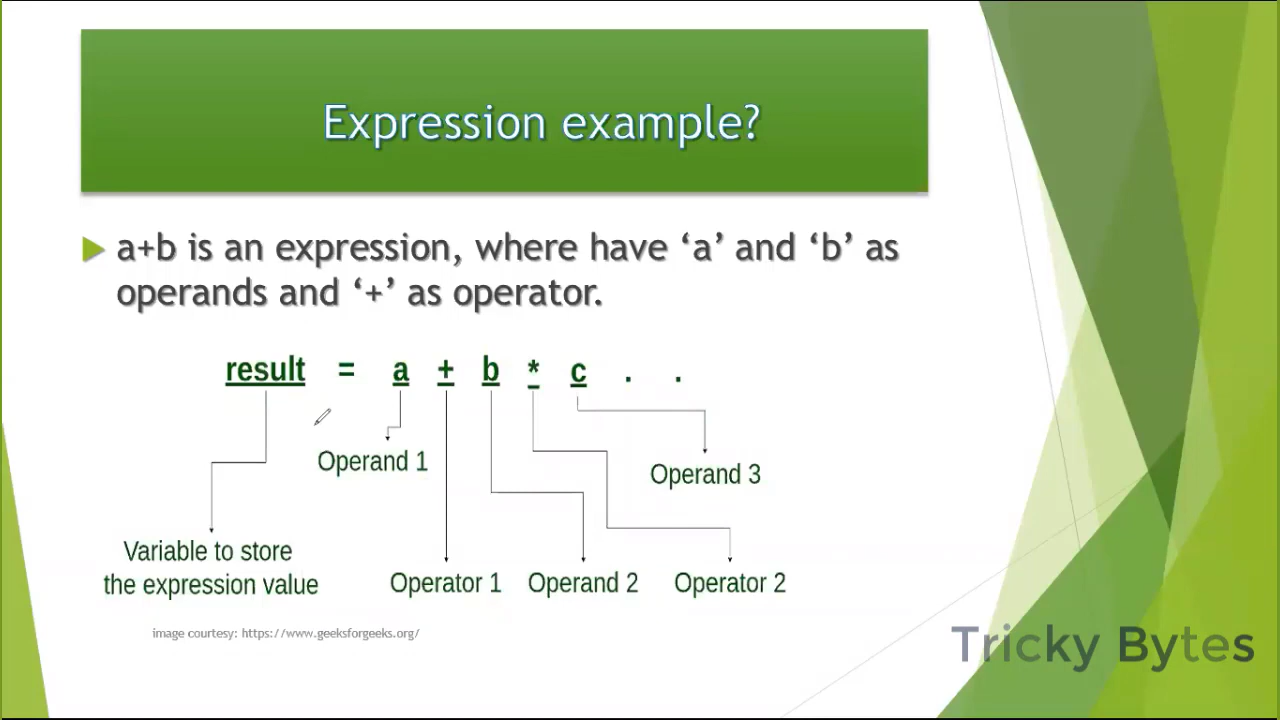 Expression example?
a+b is an expression, where have ‘a’ and ‘b’ as
operands and ‘+’ as operator.
result = a + b * c . .
Operand 1
Operand 3
Variable to store
the expression value
Operator 1 Operand 2 Operator 2
image courtesy: https://www.geeksforgeeks.org/
Tricky Bytes